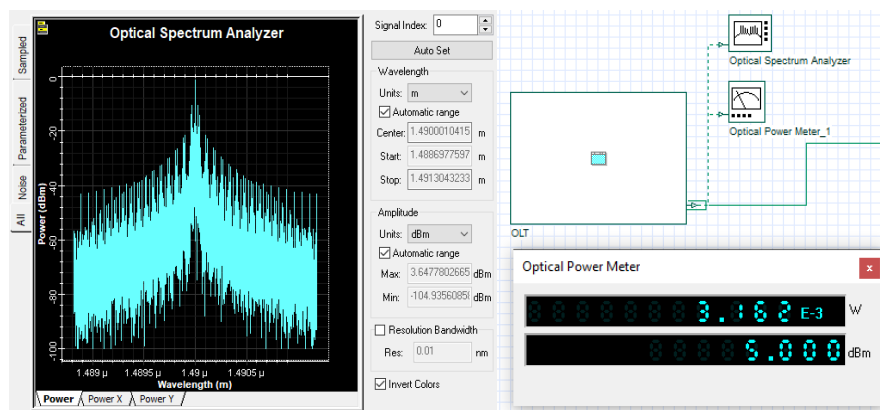 Optical Spectrum Analyzer
Sampled
Parameterized
Noise
All
Power (dBm)
0
-20
-40
-60
-80
-100
1.489 µ
1.4895 µ
1.49 µ
1.4905 µ
Wavelength (m)
Power
Power X
Power Y
Signal Index: 0
Auto Set
Wavelength
Units: m
Automatic range
Center: 1.4900010415 m
Start: 1.4886977597 m
Stop: 1.4913043233 m
Amplitude
Units: dBm
Automatic range
Max: 3.6477802665 dBm
Min: -104.9356085( dBm
Resolution Bandwidth
Res: 0.01 nm
Invert Colors
Optical Spectrum Analyzer
Optical Power Meter_1
OLT
Optical Power Meter
x
3.162 E-3 W
5.000 dBm